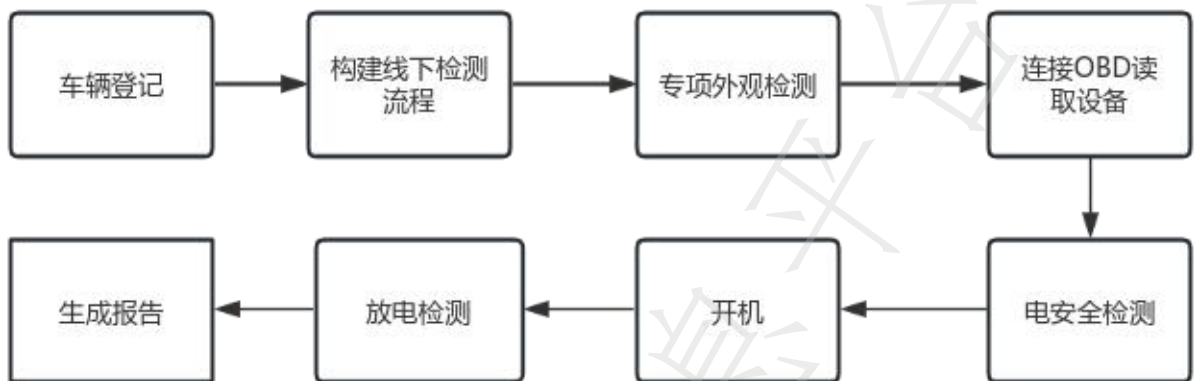 车辆登记
构建线下检测
流程
专项外观检测
连接OBD读
取设备
生成报告
放电检测
开机
电安全检测